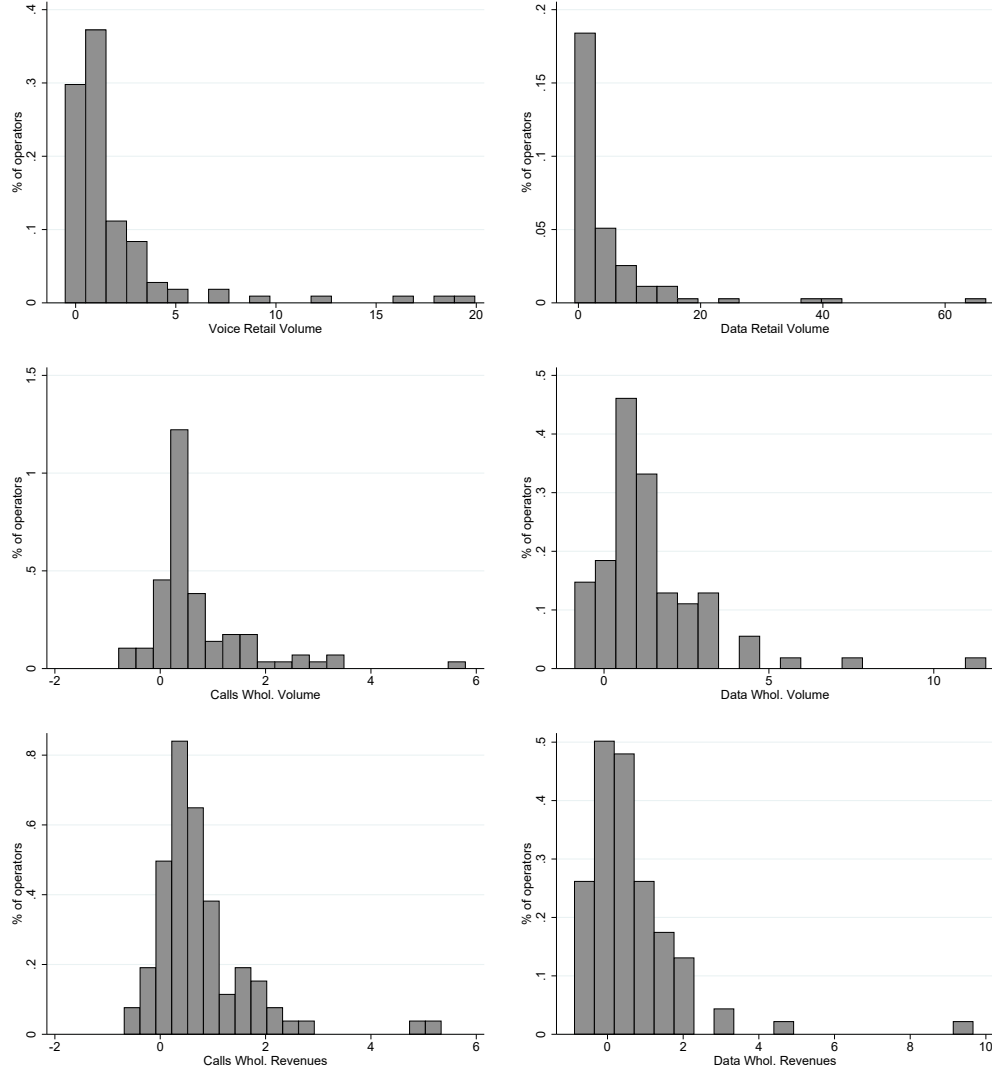 % of operators
0 .1 .2 .3 .4
0 5 10 15 20
Voice Retail Volume
% of operators
0 .05 .1 .15 .2
0 20 40 60
Data Retail Volume
% of operators
0 .5 1 1.5
-2 0 2 4 6
Calls Whol. Volume
% of operators
0 .1 .2 .3 .4 .5
0 5 10
Data Whol. Volume
% of operators
0 .2 .4 .6 .8
-2 0 2 4 6
Calls Whol. Revenues
% of operators
0 .1 .2 .3 .4 .5
0 2 4 6 8 10
Data Whol. Revenues